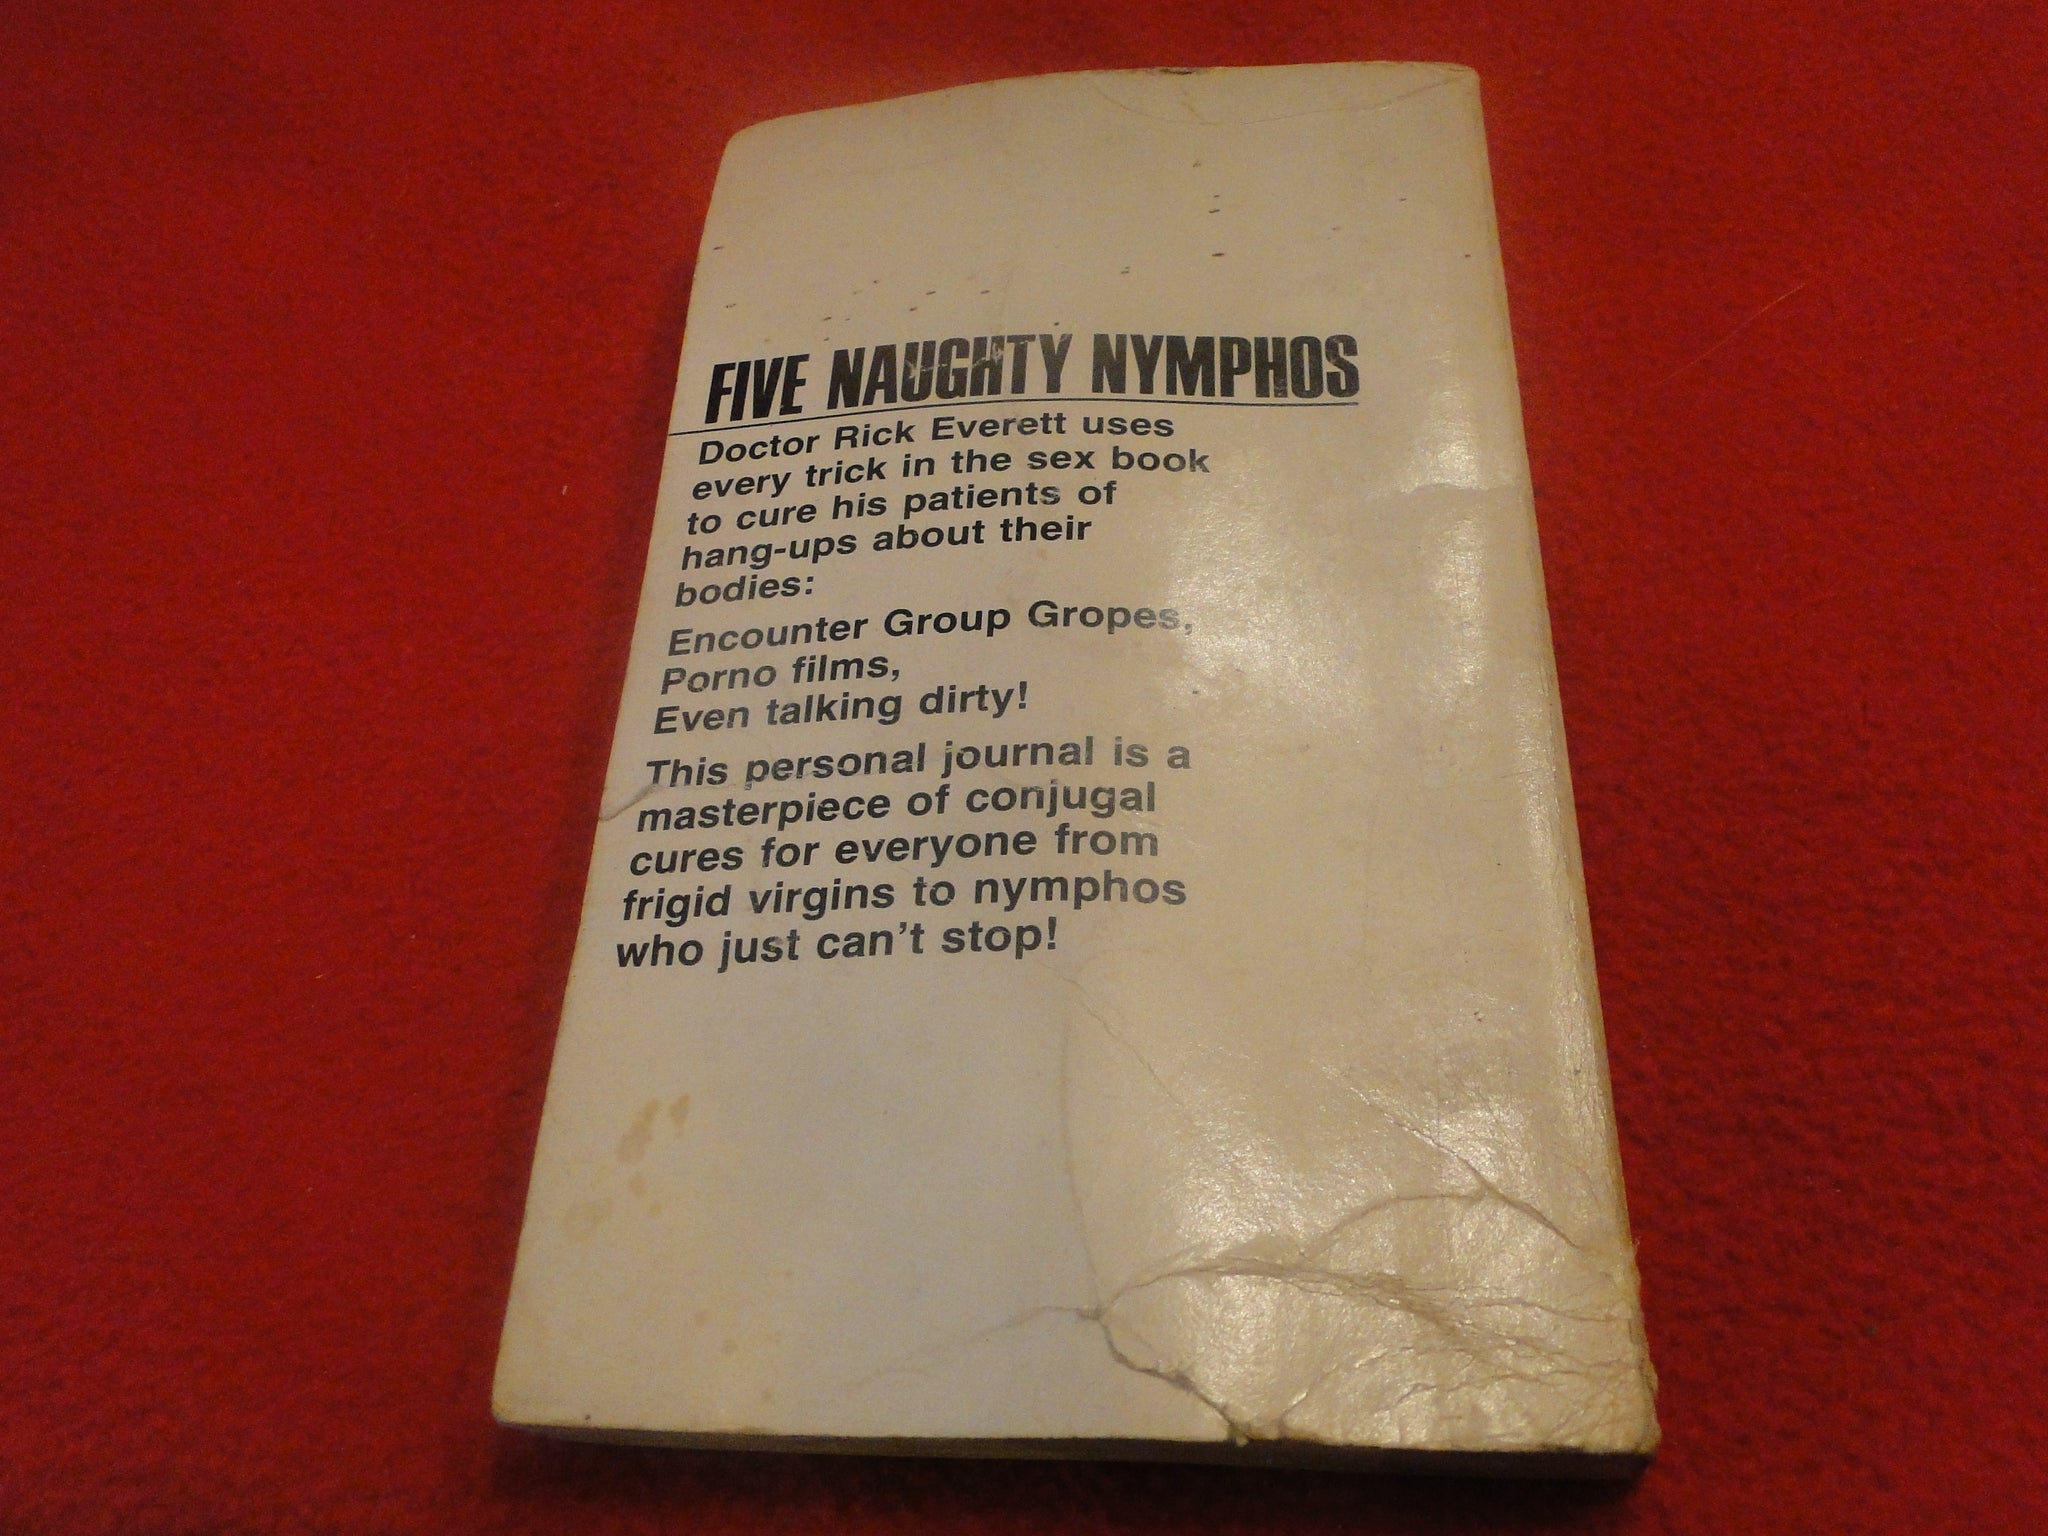 FIVE NAUGHTY NYMPHOS
Doctor Rick Everett uses
every trick in the sex book
to cure his patients of
hang-ups about their
bodies:
Encounter Group Gropes,
Porno films,
Even talking dirty!
This personal journal is a
masterpiece of conjugal
cures for everyone from
frigid virgins to nymphos
who just can't stop!